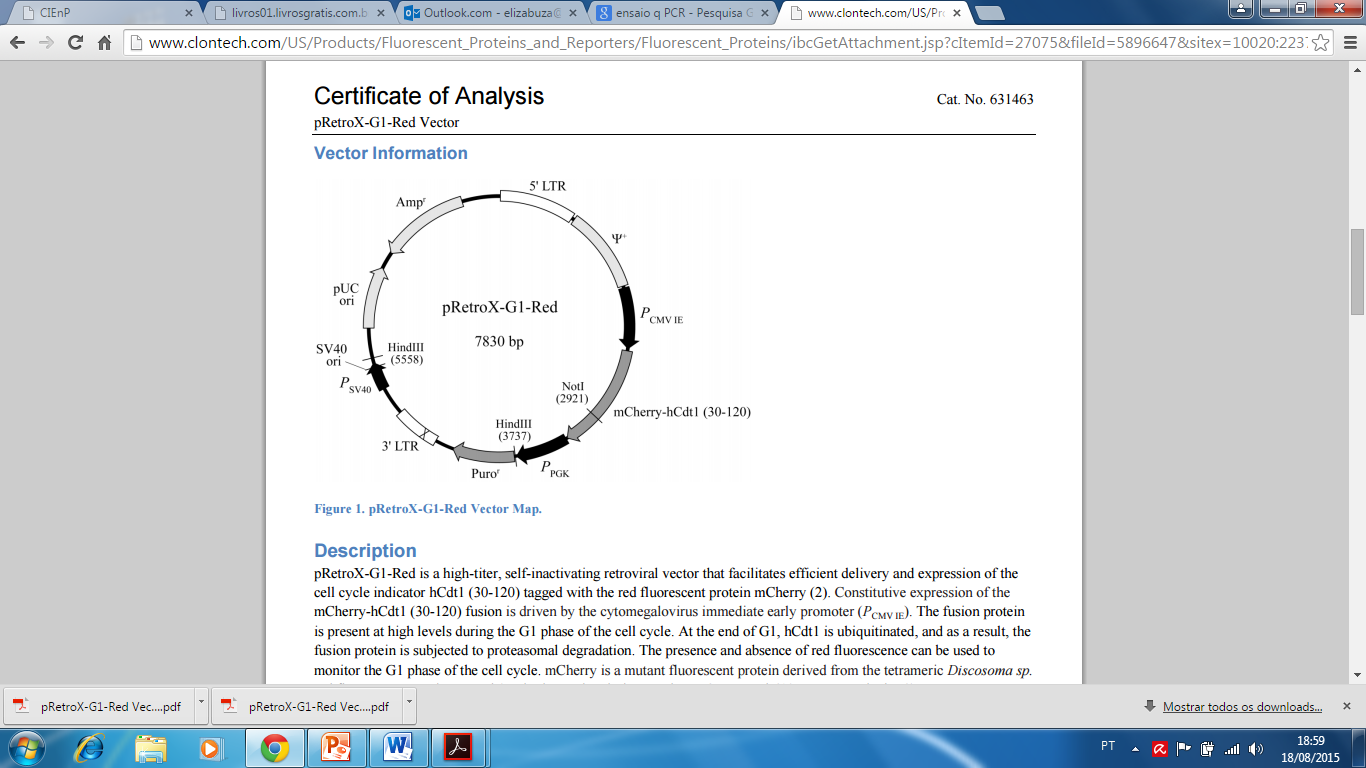 CIEnP
livros01.livrosgratis.com.b
Outlook.com - elizabuza@
ensaio q PCR - Pesquisa G
www.clontech.com/US/Pro
www.clontech.com/US/Products/Fluorescent_Proteins_and_Reporters/Fluorescent_Proteins/ibcGetAttachment.jsp?cItemId=27075&fileId=5896647&sitex=10020:2237
Certificate of Analysis
Cat. No. 631463
pRetroX-G1-Red Vector
Vector Information
5' LTR
Ampr
Ψ+
pUC
ori
pRetroX-G1-Red
7830 bp
PCMV IE
SV40
ori
HindIII
(5558)
PSV40
NotI
(2921)
mCherry-hCdt1 (30-120)
HindIII
(3737)
3' LTR
Puror
PPGK
Figure 1. pRetroX-G1-Red Vector Map.
Description
pRetroX-G1-Red is a high-titer, self-inactivating retroviral vector that facilitates efficient delivery and expression of the
cell cycle indicator hCdt1 (30-120) tagged with the red fluorescent protein mCherry (2). Constitutive expression of the
mCherry-hCdt1 (30-120) fusion is driven by the cytomegalovirus immediate early promoter (PCMV IE). The fusion protein
is present at high levels during the G1 phase of the cell cycle. At the end of G1, hCdt1 is ubiquitinated, and as a result, the
fusion protein is subjected to proteasomal degradation. The presence and absence of red fluorescence can be used to
monitor the G1 phase of the cell cycle. mCherry is a mutant fluorescent protein derived from the tetrameric Discosoma sp.
pRetroX-G1-Red Vec....pdf
pRetroX-G1-Red Vec....pdf
Mostrar todos os downloads...
PT
18:59
18/08/2015